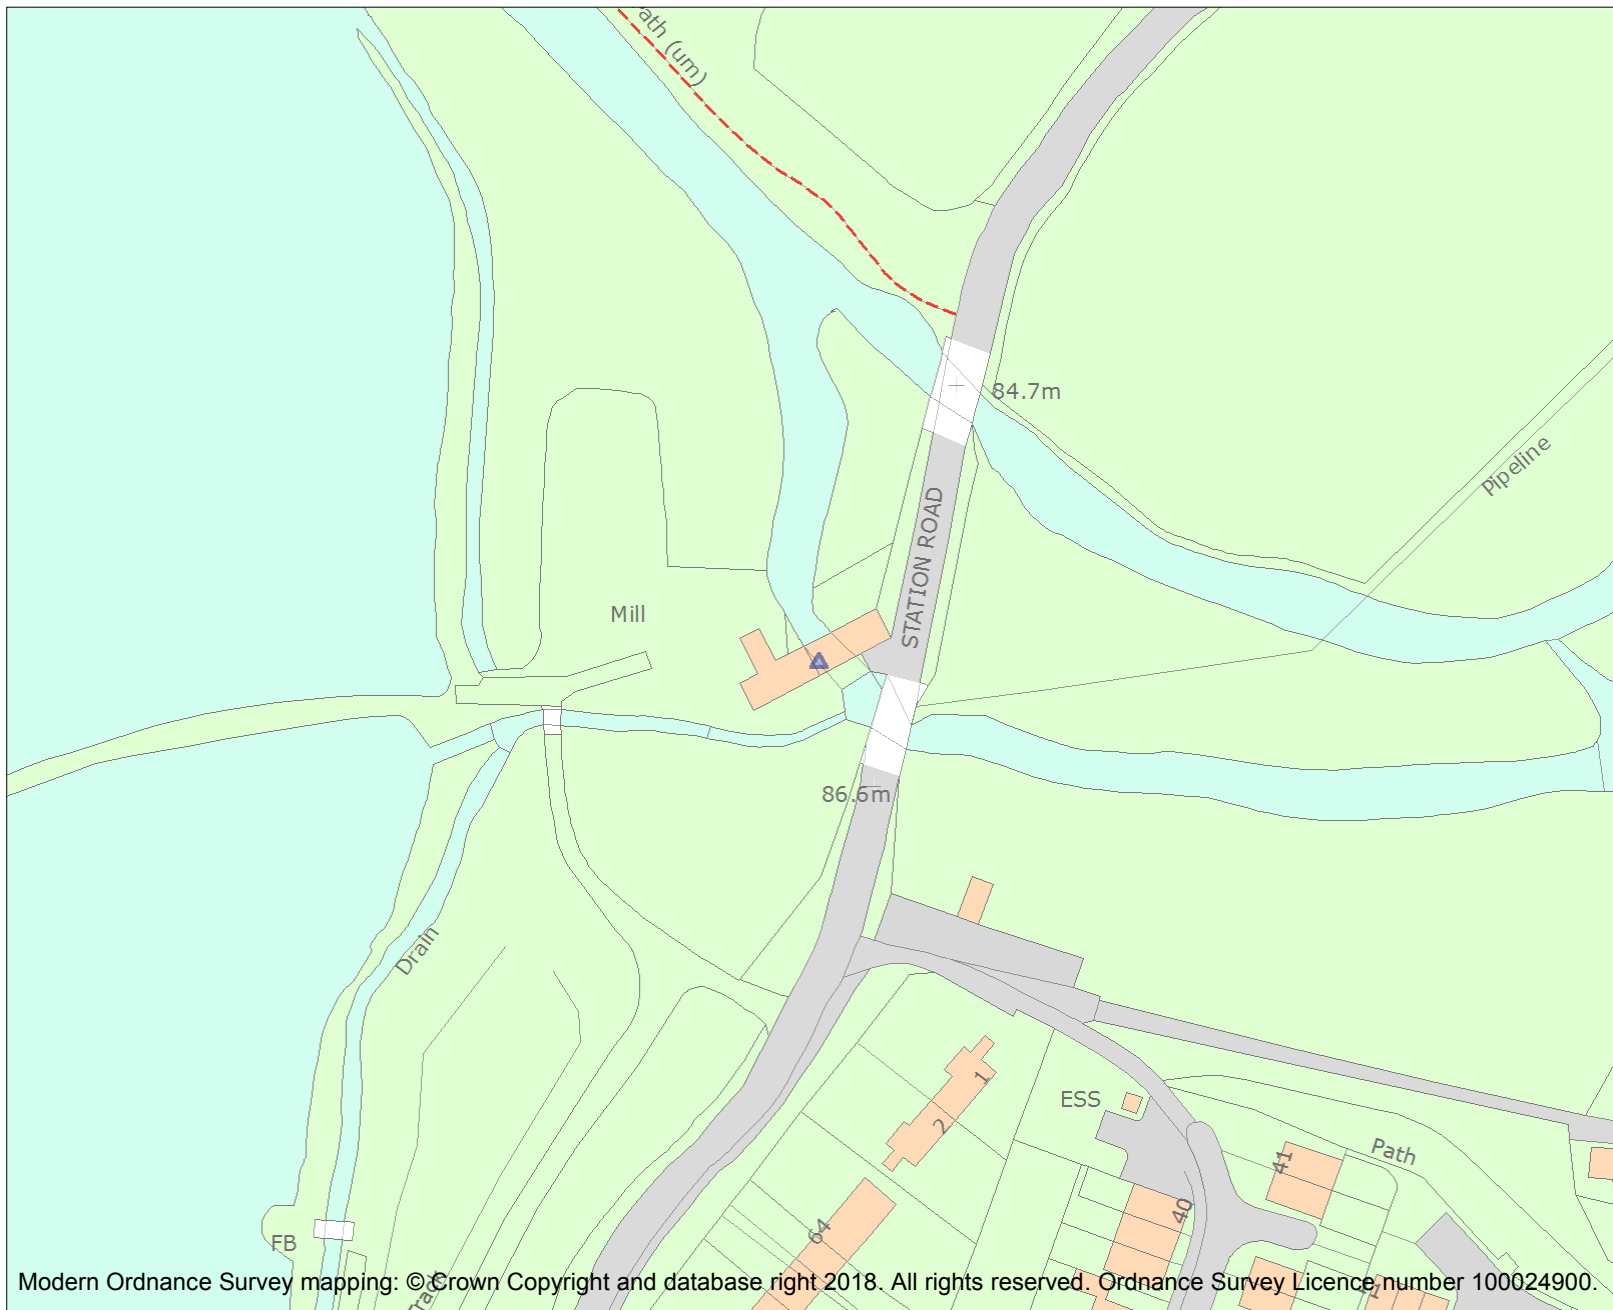 ath (um)
84.7m
Pipeline
STATION ROAD
Mill
86.6m
Drain
1
ESS
2
Path
41
40
64
FB
Modern Ordnance Survey mapping: © Crown Copyright and database right 2018. All rights reserved. Ordnance Survey Licence number 100024900.